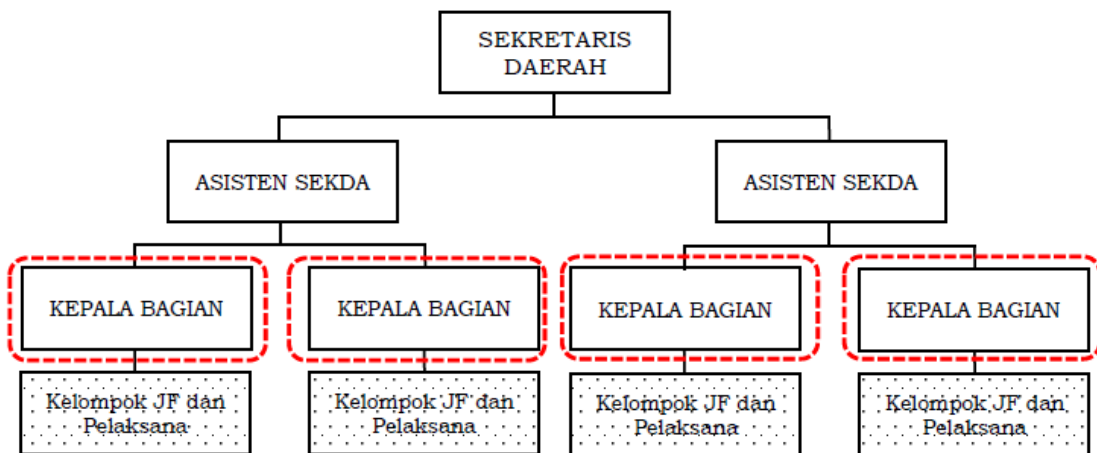 SEKRETARIS
DAERAH
ASISTEN SEKDA
ASISTEN SEKDA
KEPALA BAGIAN
KEPALA BAGIAN
KEPALA BAGIAN
KEPALA BAGIAN
Kelompok JF dan
Pelaksana
Kelompok JF dan
Pelaksana
Kelompok JF dan
Pelaksana
Kelompok JF dan
Pelaksana